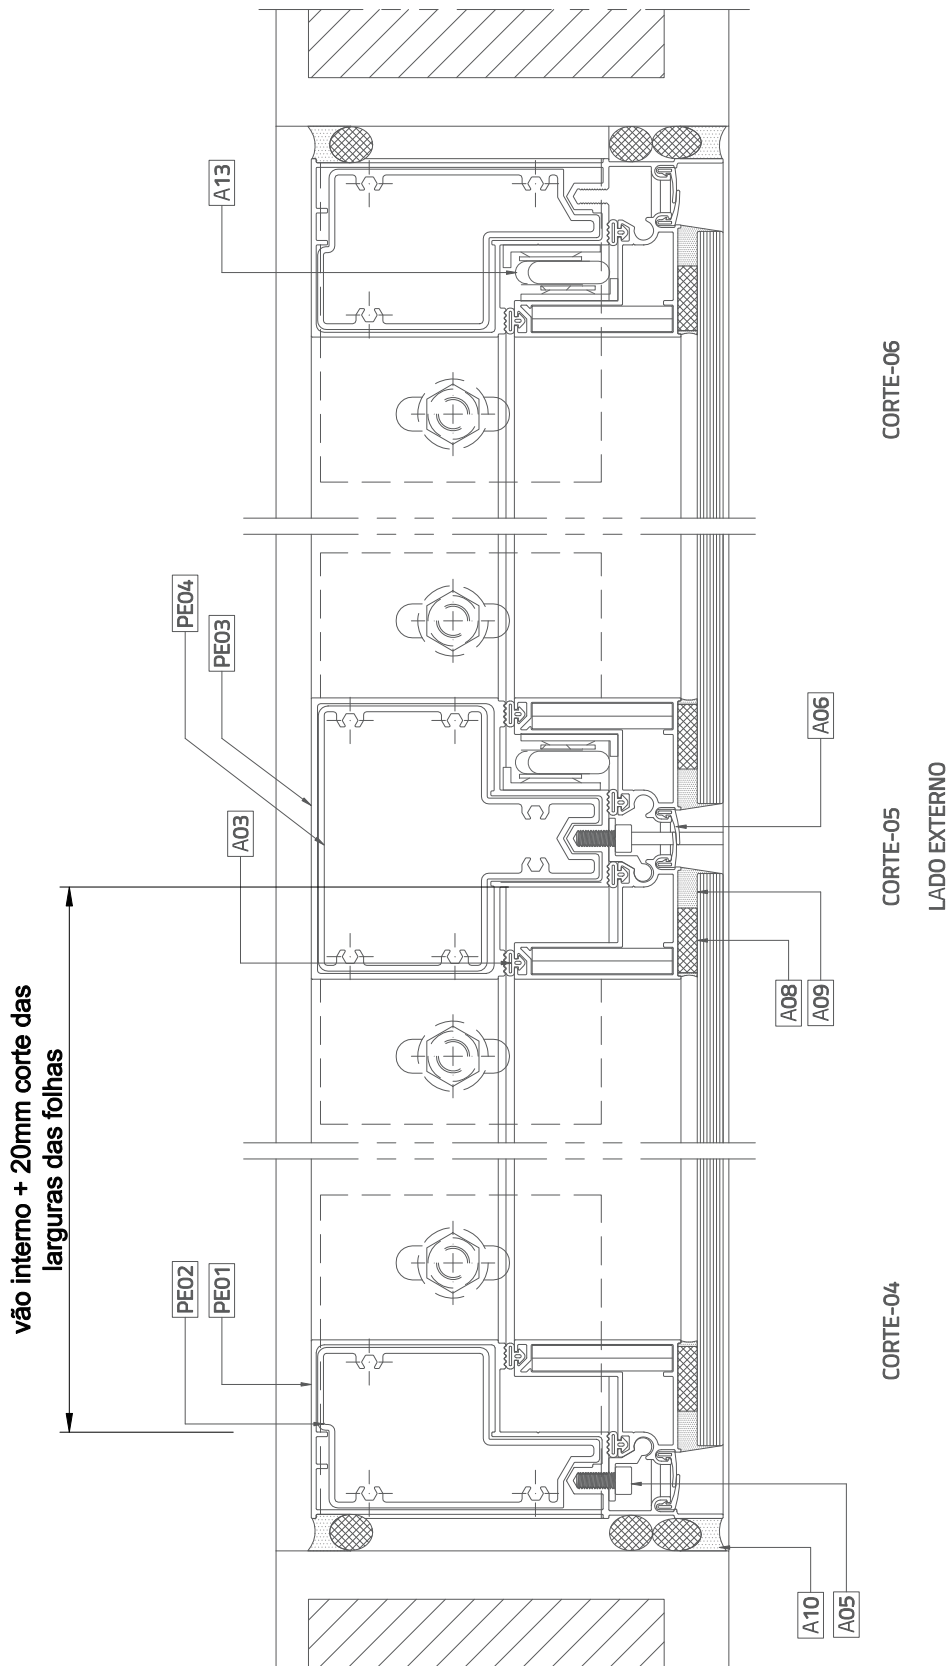 vão interno + 20mm corte das
larguras das folhas
PE02
PE01
A03
PE04
PE03
A13
CORTE-04
CORTE-05
CORTE-06
LADO EXTERNO
A10
A05
A08
A09
A06